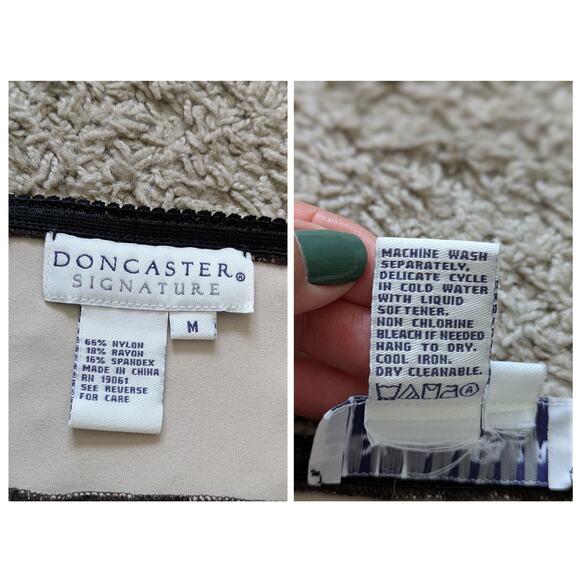 DONCASTER®
SIGNATURE
M
66% NYLON
18% RAYON
16% SPANDEX
MADE IN CHINA
RN 19061
SEE REVERSE
FOR CARE
MACHINE WASH
SEPARATELY,
DELICATE CYCLE
IN COLD WATER
WITH LIQUID
SOFTENER.
NON CHLORINE
BLEACH IF NEEDED
HANG TO DRY.
COOL IRON.
DRY CLEANABLE.
A